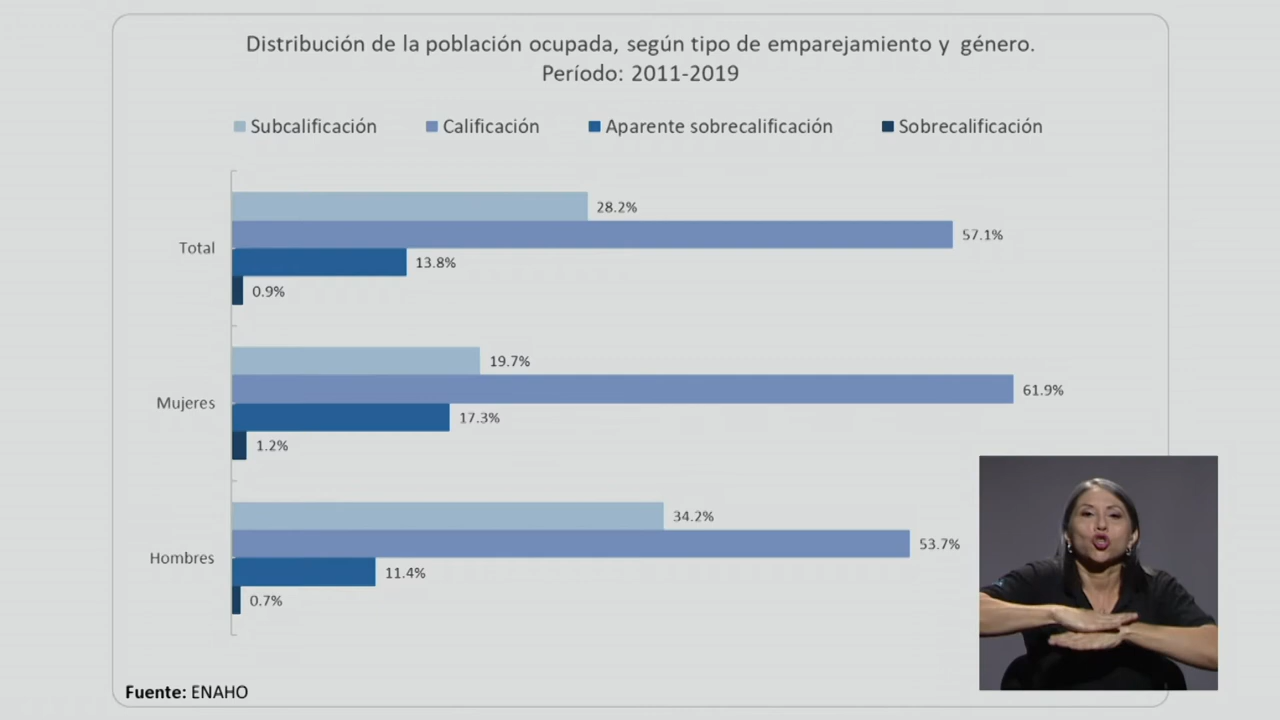 Distribución de la población ocupada, según tipo de emparejamiento y género.
Período: 2011-2019
Subcalificación Calificación Aparente sobrecalificación Sobrecalificación
28.2%
57.1%
Total
13.8%
0.9%
19.7%
61.9%
Mujeres
17.3%
1.2%
34.2%
53.7%
Hombres
11.4%
0.7%
Fuente: ENAHO